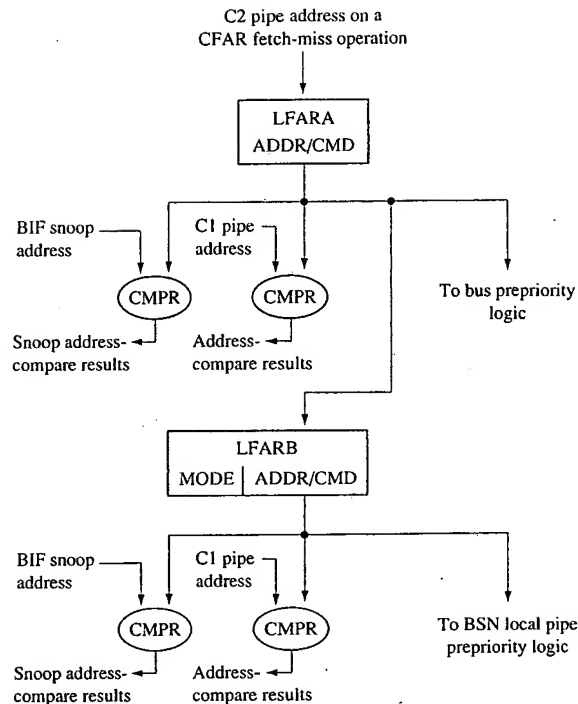 C2 pipe address on a
CFAR fetch-miss operation
LFARA
ADDR/CMD
BIF snoop
address
C1 pipe
address
CMPR
CMPR
To bus prepriority
logic
Snoop address-
compare results
Address-
compare results
LFARB
MODE
ADDR/CMD
BIF snoop
address
C1 pipe
address
CMPR
CMPR
To BSN local pipe
prepriority logic
Snoop address-
compare results
Address-
compare results